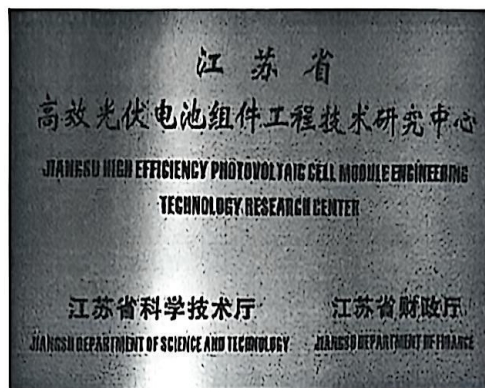 江苏省
高效光伏电池组件工程技术研究中心
JIANGSU HIGH EFFICIENCY PHOTOVOLTAIC CELL MODULE ENGINEERING
TECHNOLOGY RESEARCH CENTER
江苏省科学技术厅 江苏省财政厅
JIANGSU DEPARTMENT OF SCIENCE AND TECHNOLOGY JIANGSU DEPARTMENT OF FINANCE